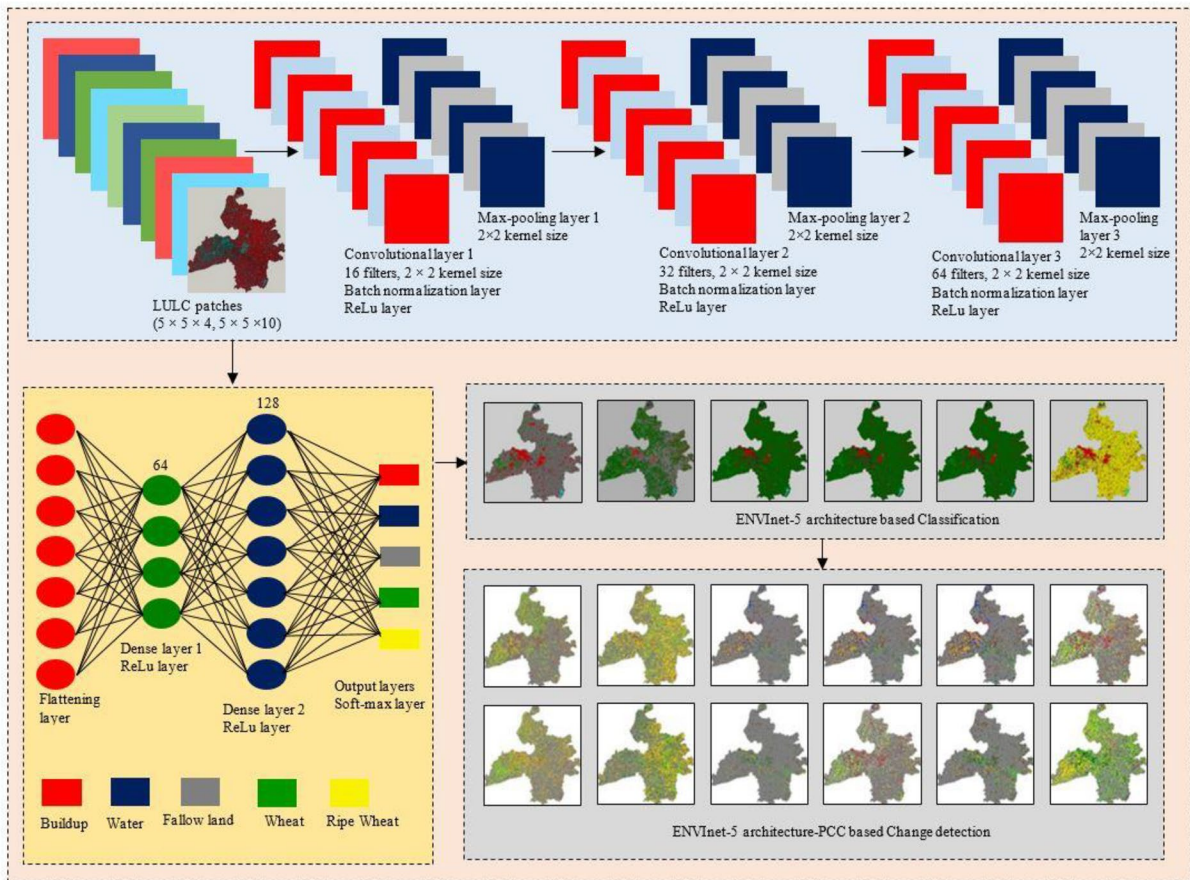 LULC patches
(5 × 5 × 4, 5 × 5 ×10)
Convolutional layer 1
16 filters, 2 × 2 kernel size
Batch normalization layer
ReLu layer
Max-pooling layer 1
2×2 kernel size
Convolutional layer 2
32 filters, 2 × 2 kernel size
Batch normalization layer
ReLu layer
Max-pooling layer 2
2×2 kernel size
Convolutional layer 3
64 filters, 2 × 2 kernel size
Batch normalization layer
ReLu layer
Max-pooling
layer 3
2×2 kernel size
Flattening
layer
64
Dense layer 1
ReLu layer
128
Dense layer 2
ReLu layer
Output layers
Soft-max layer
Buildup
Water
Fallow land
Wheat
Ripe Wheat
ENVInet-5 architecture based Classification
ENVInet-5 architecture-PCC based Change detection